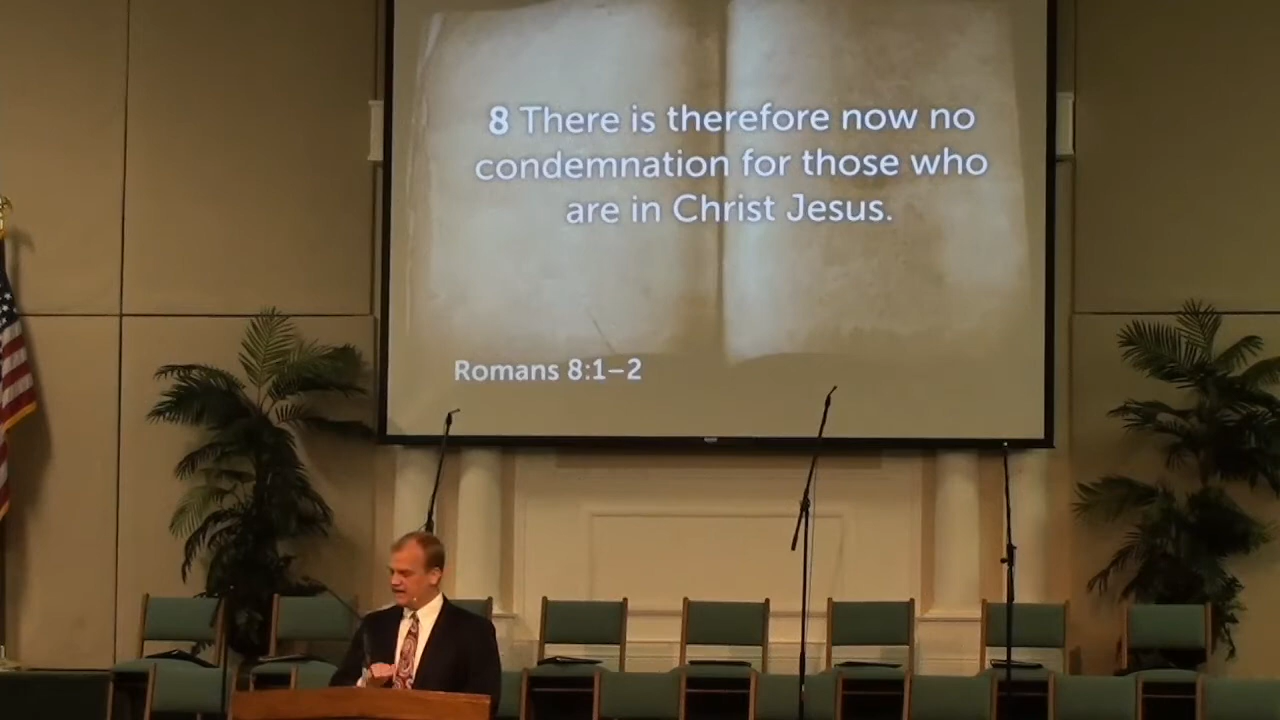 8 There is therefore now no
condemnation for those who
are in Christ Jesus.
Romans 8:1–2